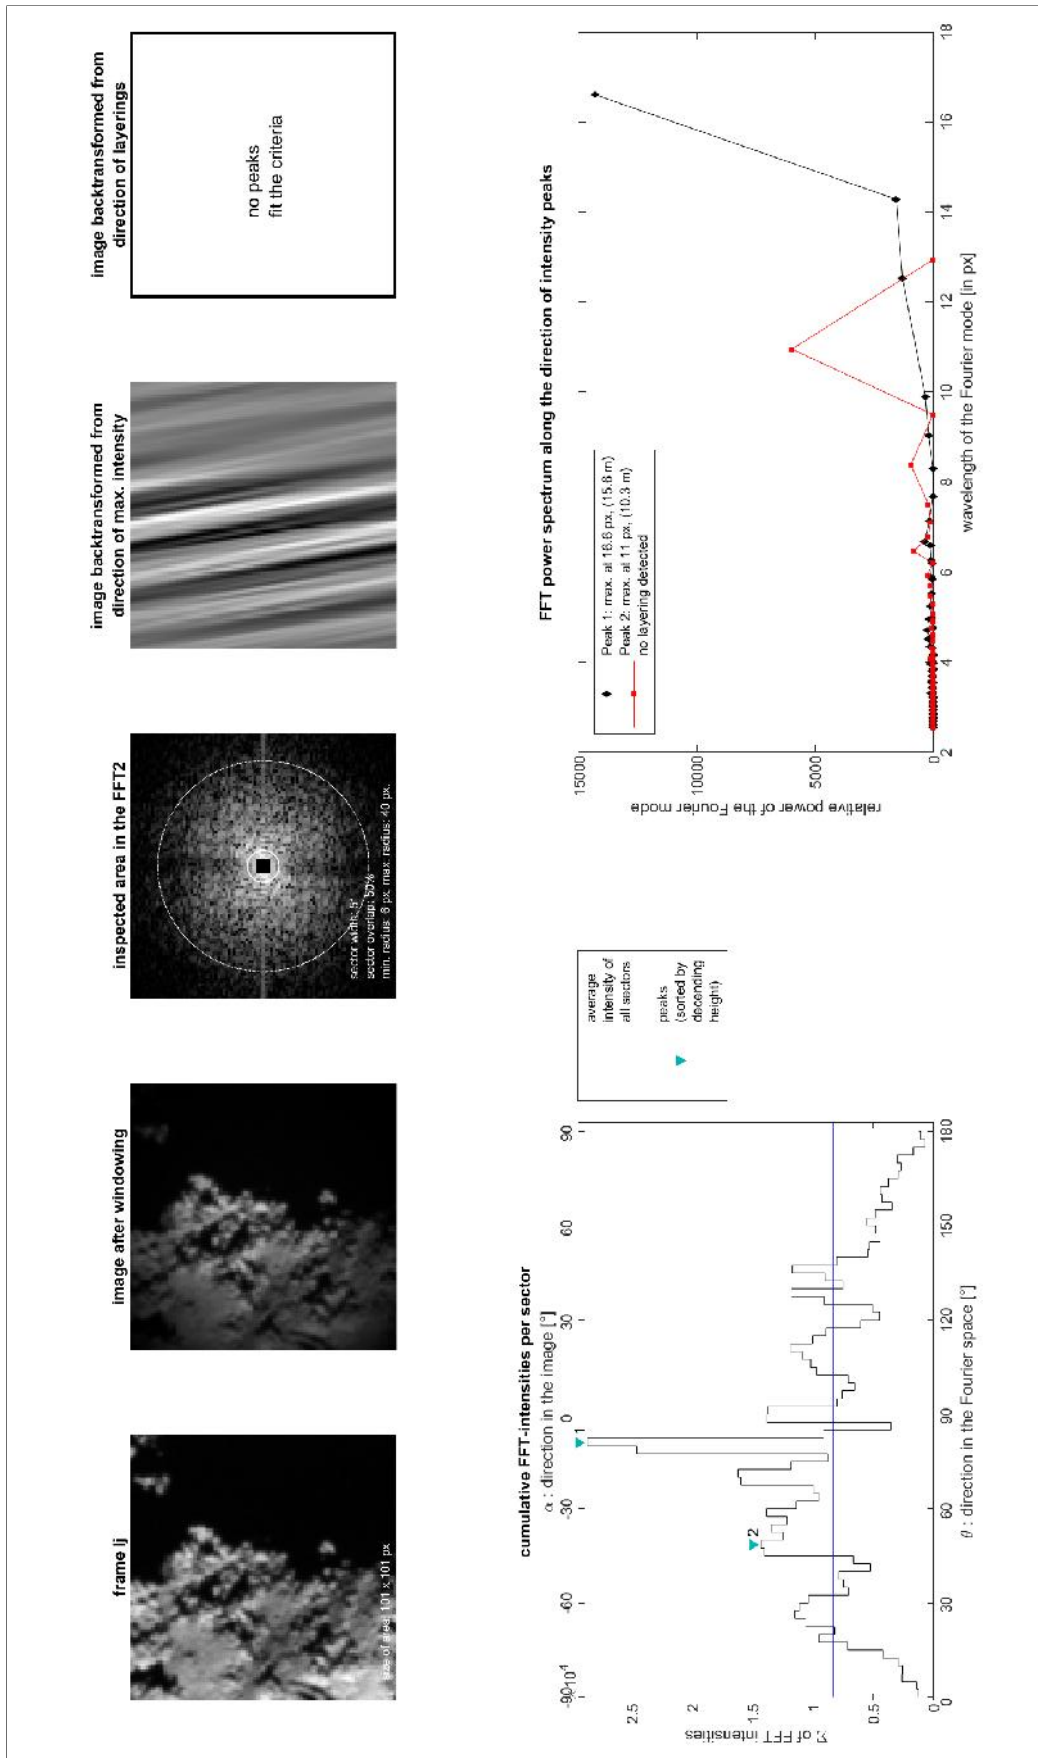 frame Ij
size of area: 101 x 101 px
image after windowing
inspected area in the FFT2
sector width: 5°
sector overlap: 50%
min. radius: 6 px, max. radius: 40 px.
image backtransformed from
direction of max. intensity
image backtransformed from
direction of layerings
no peaks
fit the criteria
cumulative FFT-intensities per sector
α : direction in the image [°]
-90 -60 -30 0 30 60 90
10⁴
Σ of FFT intensities
2.5
2
1.5
1
0.5
0
1
2
0 30 60 90 120 150 180
θ : direction in the Fourier space [°]
average
intensity of
all sectors
peaks
(sorted by
decending
height)
FFT power spectrum along the direction of intensity peaks
Peak 1: max. at 16.6 px, (15.6 m)
Peak 2: max. at 11 px, (10.3 m)
no layering detected
relative power of the Fourier mode
15000
10000
5000
0
2 4 6 8 10 12 14 16 18
wavelength of the Fourier mode [in px]